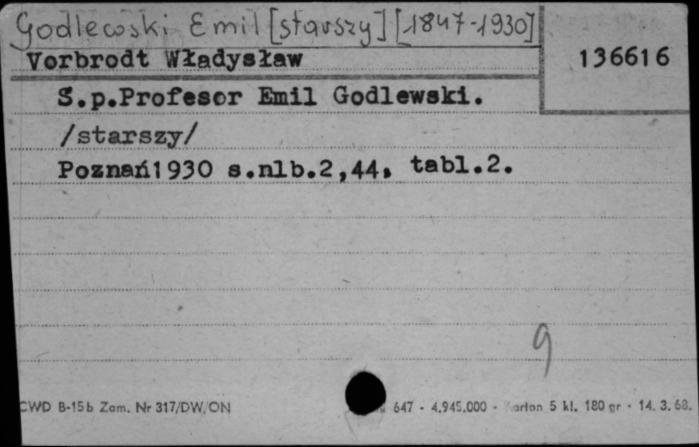 Godlewski Emil [starszy] [1847-1930]
Vorbrodt Władysław
136616
Ś.p.Profesor Emil Godlewski.
/starszy/
Poznań1930 s.nlb.2,44. tabl.2.
9
CWD B-15b Zam. Nr 317/DW/ON
647 - 4.945.000 - Karton 5 kl. 180 gr - 14. 3. 68.